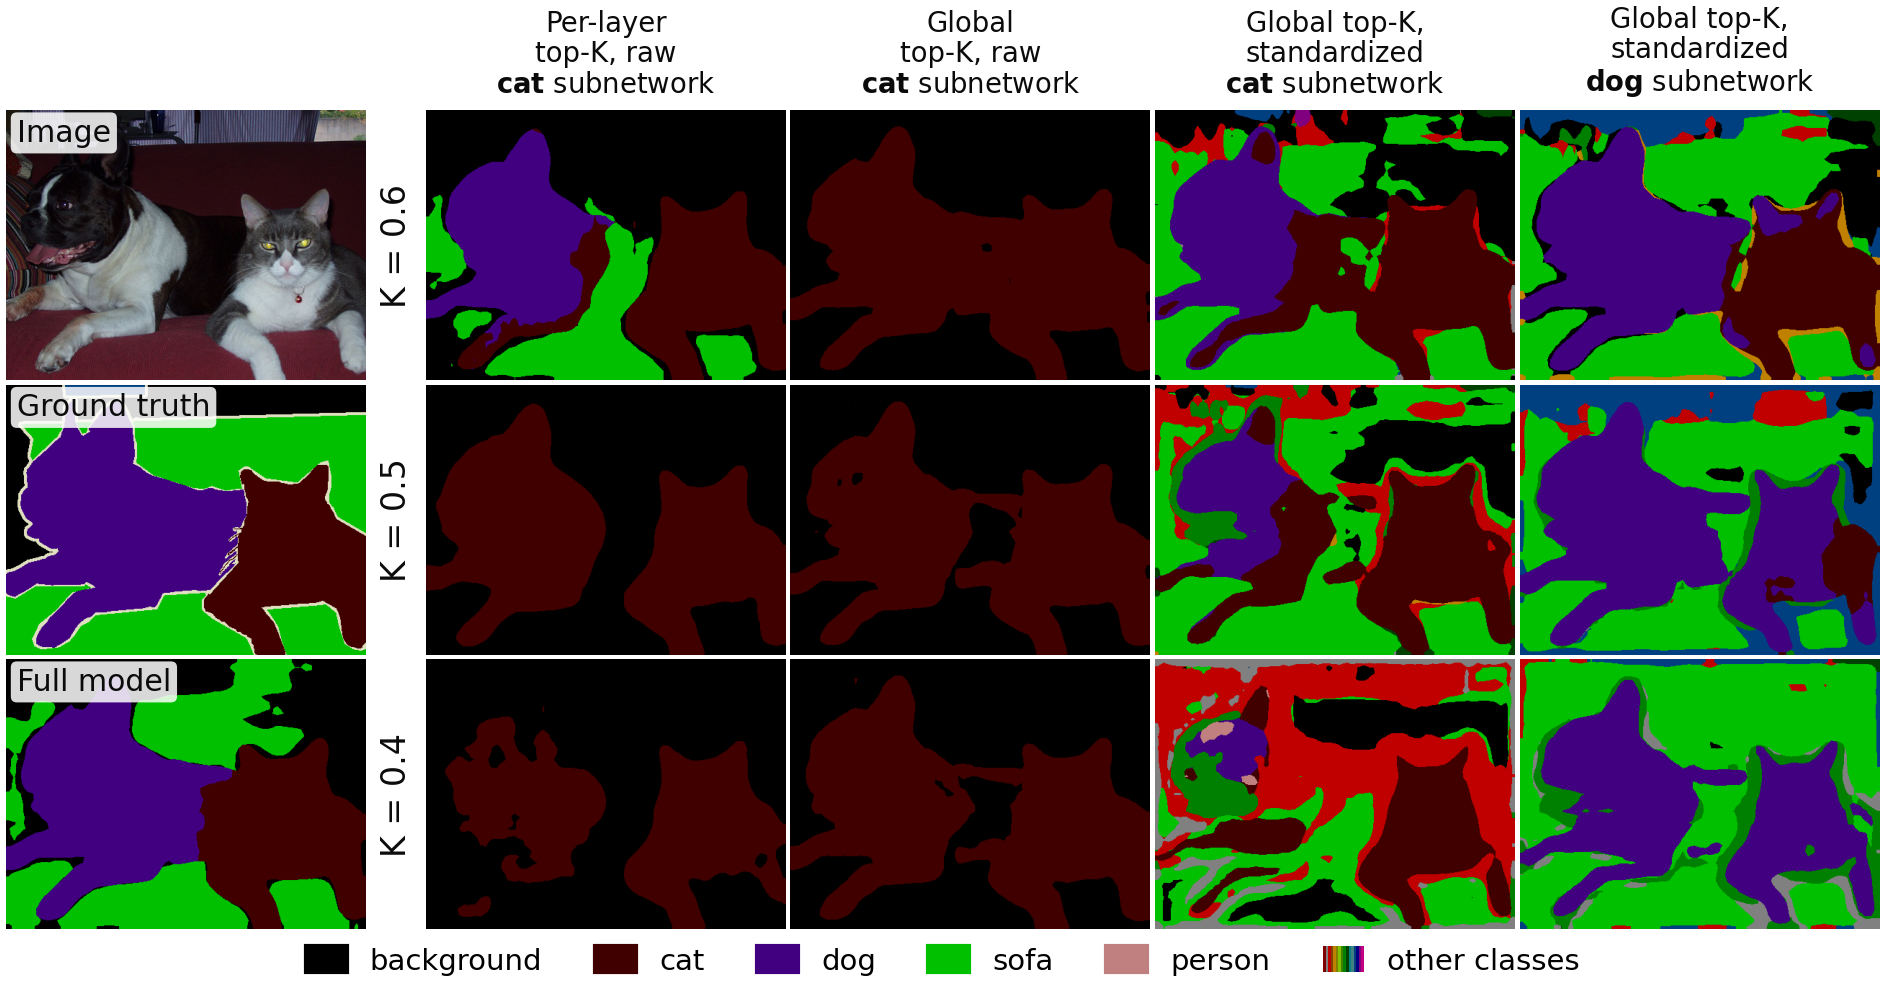 Per-layer
top-K, raw
cat subnetwork
Global
top-K, raw
cat subnetwork
Global top-K,
standardized
cat subnetwork
Global top-K,
standardized
dog subnetwork
Image
K = 0.6
Ground truth
K = 0.5
Full model
K = 0.4
background
cat
dog
sofa
person
other classes